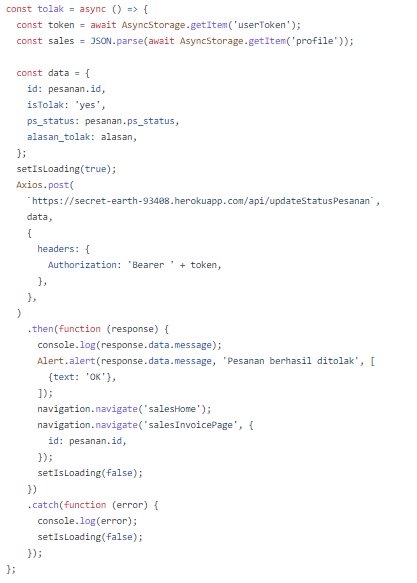 const tolak = async () => {
  const token = await AsyncStorage.getItem('userToken');
  const sales = JSON.parse(await AsyncStorage.getItem('profile'));

  const data = {
    id: pesanan.id,
    isTolak: 'yes',
    ps_status: pesanan.ps_status,
    alasan_tolak: alasan,
  };
  setIsLoading(true);
  Axios.post(
    `https://secret-earth-93408.herokuapp.com/api/updateStatusPesanan`,
    data,
    {
      headers: {
        Authorization: 'Bearer ' + token,
      },
    },
  )
    .then(function (response) {
      console.log(response.data.message);
      Alert.alert(response.data.message, 'Pesanan berhasil ditolak', [
        {text: 'OK'},
      ]);
      navigation.navigate('salesHome');
      navigation.navigate('salesInvoicePage', {
        id: pesanan.id,
      });
      setIsLoading(false);
    })
    .catch(function (error) {
      console.log(error);
      setIsLoading(false);
    });
};